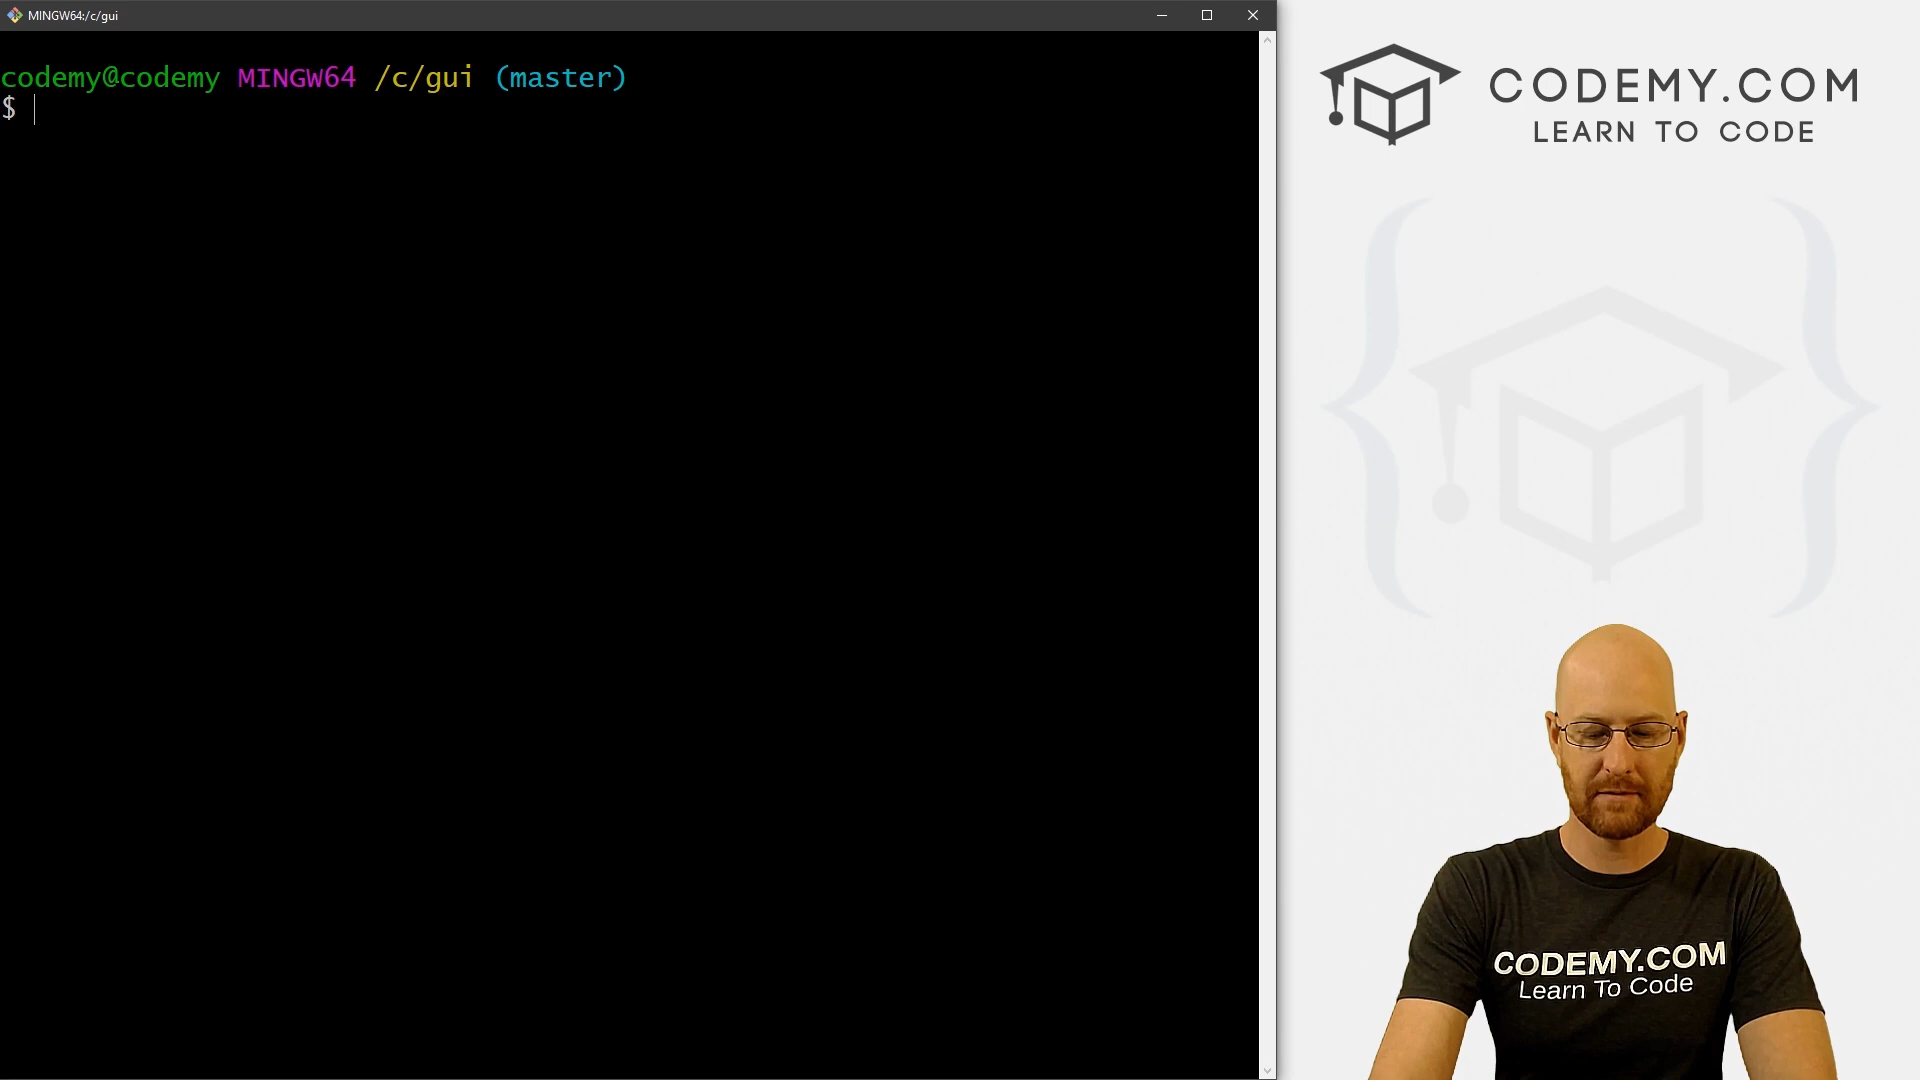 MINGW64:/c/gui
codemy@codemy MINGW64 /c/gui (master)
$
CODEMY.COM
LEARN TO CODE
CODEMY.COM
Learn To Code